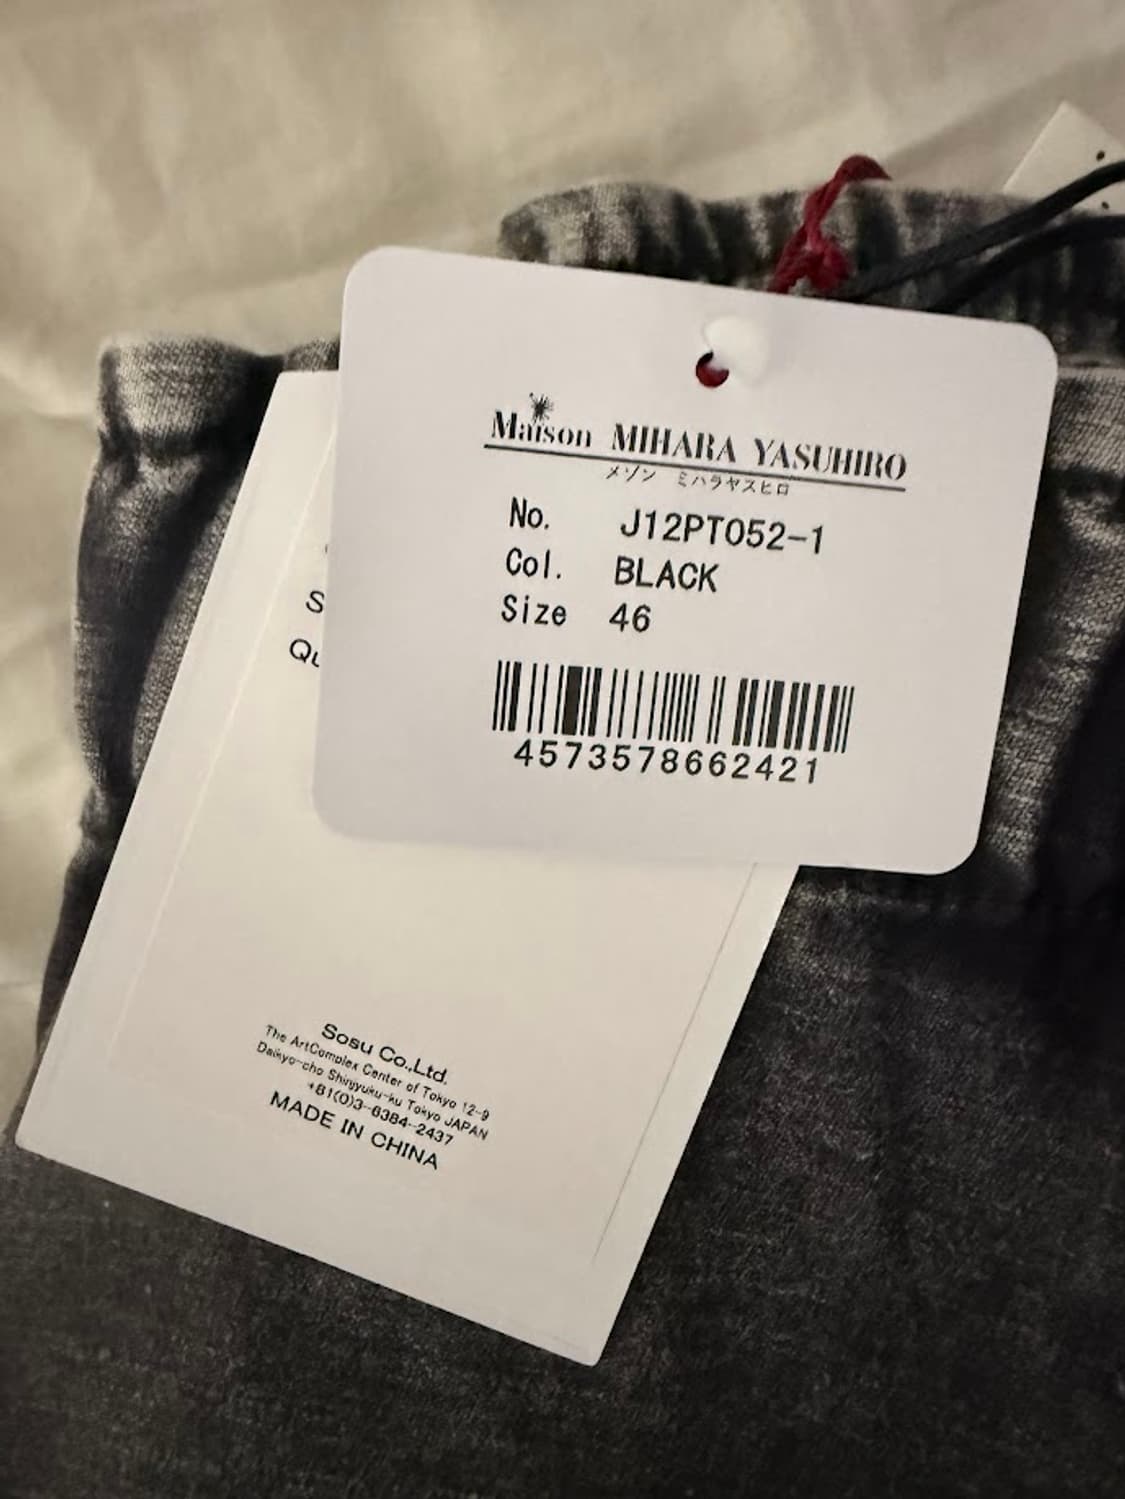 Maison MIHARA YASUHIRO
メゾン ミハラヤスヒロ
No. J12PT052-1
Col. BLACK
Size 46
4573578662421
S
Qu
Sosu Co.,Ltd.
The ArtComplex Center of Tokyo 12-9
Daikyo-cho Shinjyuku-ku Tokyo JAPAN
+81(0)3-6384-2437
MADE IN CHINA